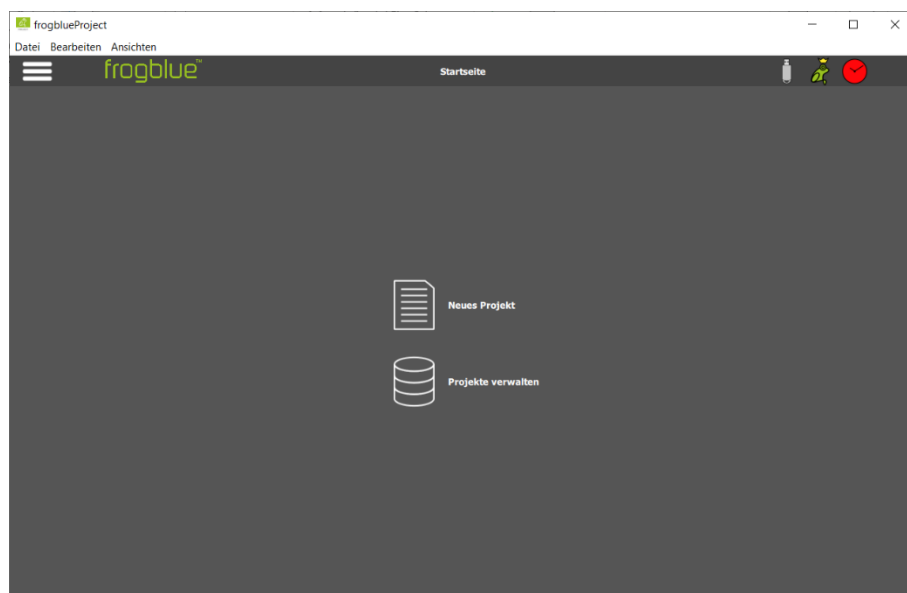 frogblueProject
Datei Bearbeiten Ansichten
frogblue™ Startseite
Neues Projekt
Projekte verwalten